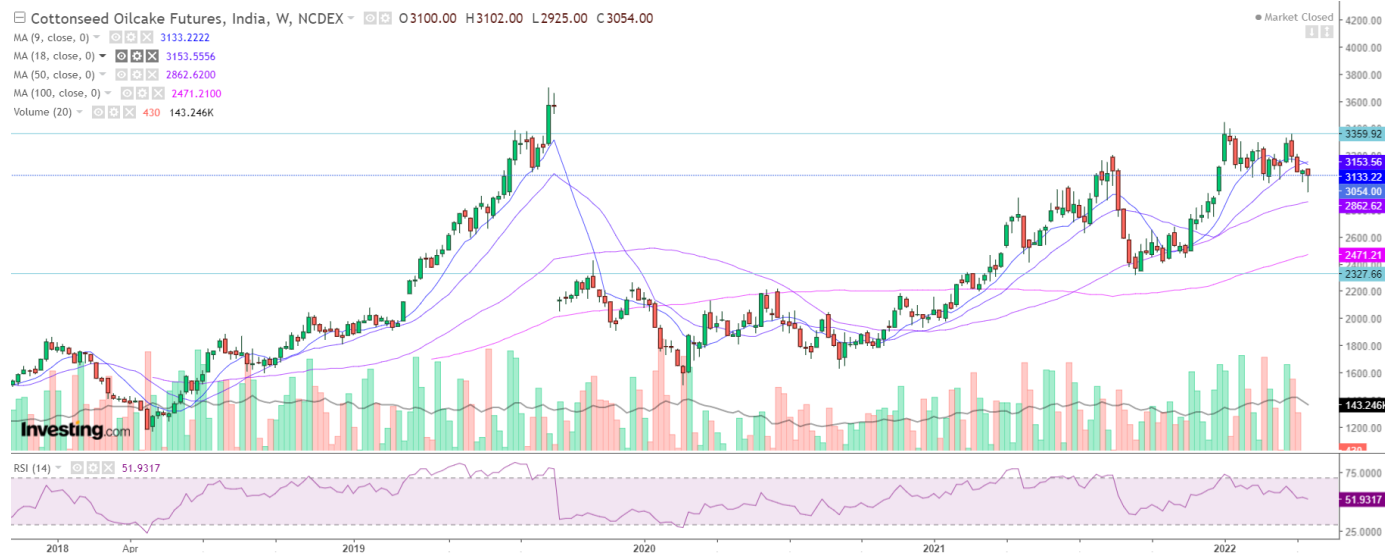 Cottonseed Oilcake Futures, India, W, NCDEX O3100.00 H3102.00 L2925.00 C3054.00
Market Closed
MA (9, close, 0) 3133.2222
MA (18, close, 0) 3153.5556
MA (50, close, 0) 2862.6200
MA (100, close, 0) 2471.2100
Volume (20) 430 143.246K
4200.00
4000.00
3800.00
3600.00
3359.92
3153.56
3133.22
3054.00
2862.62
2600.00
2471.21
2327.66
2200.00
2000.00
1800.00
1600.00
143.246K
1200.00
Investing.com
RSI (14) 51.9317
75.0000
51.9317
25.0000
2018 Apr 2019 2020 2021 2022